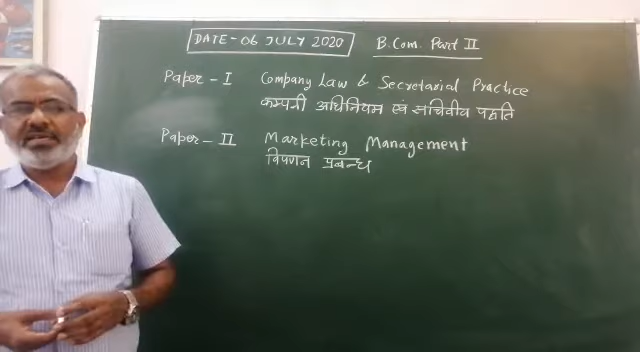 DATE - 06 JULY 2020 B.Com. Part II
Paper - I Company Law & Secretarial Practice
कम्पनी अधिनियम एवं सचिवीय पद्धति
Paper - II Marketing Management
विपणन प्रबन्ध